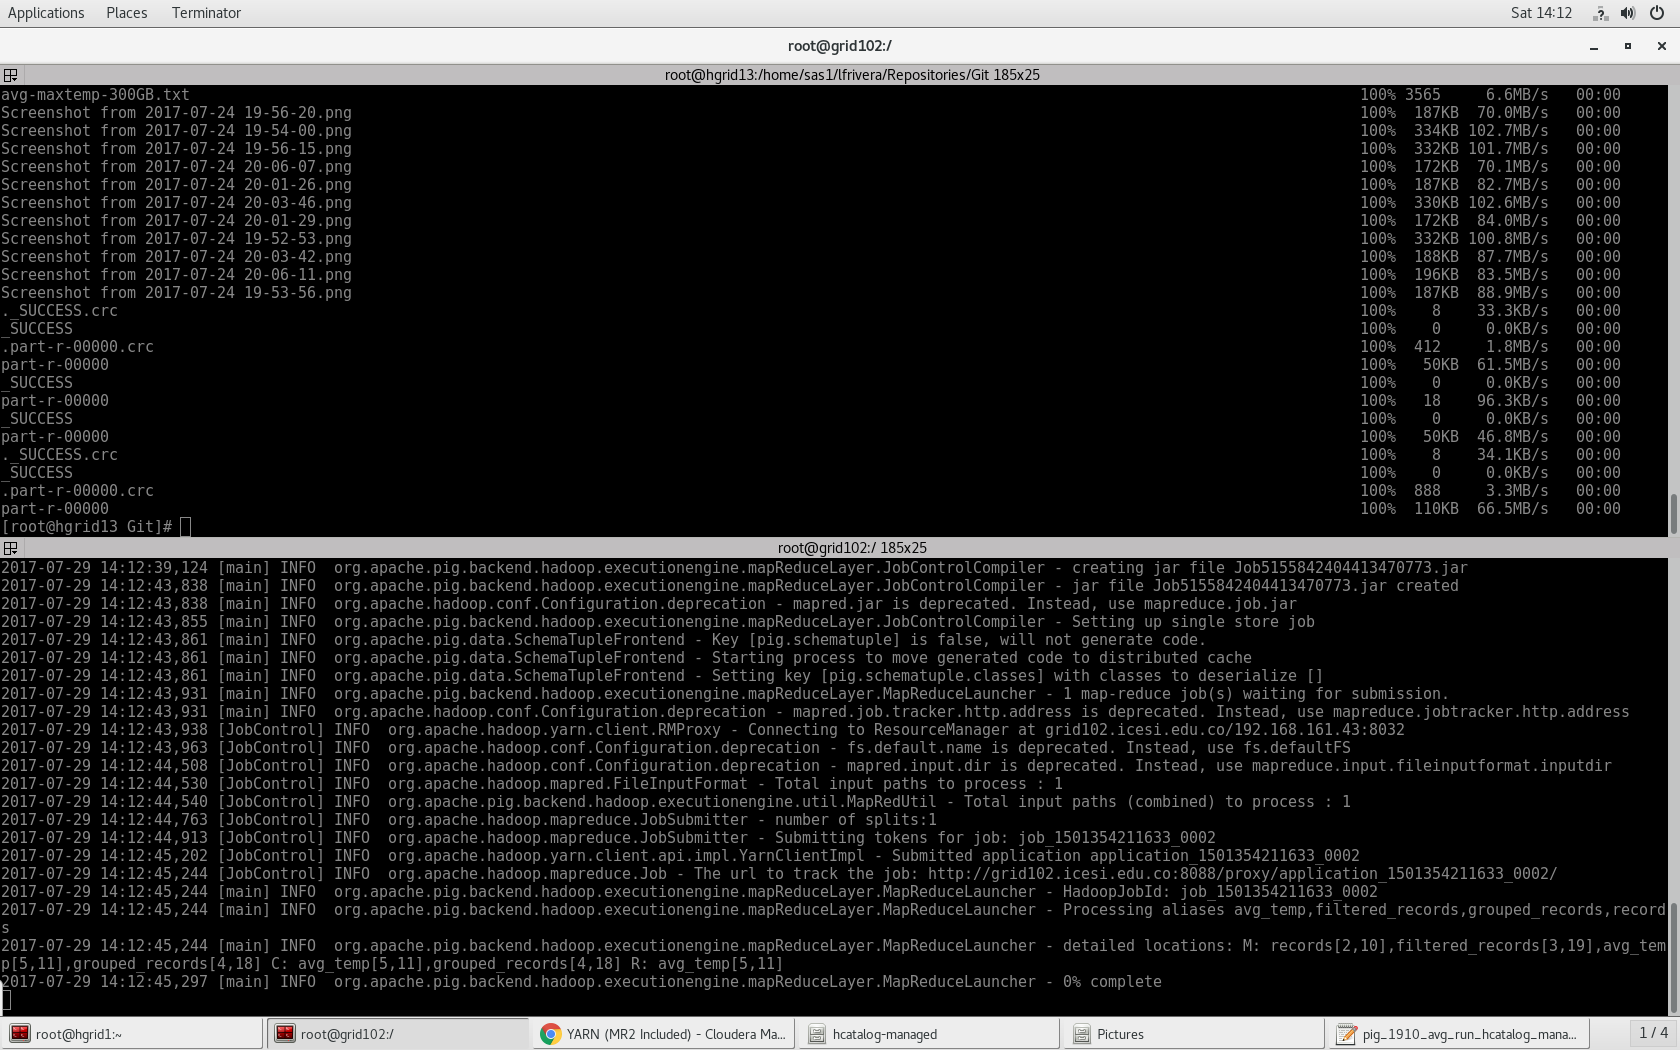 Applications Places Terminator Sat 14:12
root@grid102:/
root@hgrid13:/home/sas1/lfrivera/Repositories/Git 185x25
avg-maxtemp-300GB.txt 100% 3565 6.6MB/s 00:00
Screenshot from 2017-07-24 19-56-20.png 100% 187KB 70.0MB/s 00:00
Screenshot from 2017-07-24 19-54-00.png 100% 334KB 102.7MB/s 00:00
Screenshot from 2017-07-24 19-56-15.png 100% 332KB 101.7MB/s 00:00
Screenshot from 2017-07-24 20-06-07.png 100% 172KB 70.1MB/s 00:00
Screenshot from 2017-07-24 20-01-26.png 100% 187KB 82.7MB/s 00:00
Screenshot from 2017-07-24 20-03-46.png 100% 330KB 102.6MB/s 00:00
Screenshot from 2017-07-24 20-01-29.png 100% 172KB 84.0MB/s 00:00
Screenshot from 2017-07-24 19-52-53.png 100% 332KB 100.8MB/s 00:00
Screenshot from 2017-07-24 20-03-42.png 100% 188KB 87.7MB/s 00:00
Screenshot from 2017-07-24 20-06-11.png 100% 196KB 83.5MB/s 00:00
Screenshot from 2017-07-24 19-53-56.png 100% 187KB 88.9MB/s 00:00
._SUCCESS.crc 100% 8 33.3KB/s 00:00
_SUCCESS 100% 0 0.0KB/s 00:00
.part-r-00000.crc 100% 412 1.8MB/s 00:00
part-r-00000 100% 50KB 61.5MB/s 00:00
_SUCCESS 100% 0 0.0KB/s 00:00
part-r-00000 100% 18 96.3KB/s 00:00
_SUCCESS 100% 0 0.0KB/s 00:00
part-r-00000 100% 50KB 46.8MB/s 00:00
._SUCCESS.crc 100% 8 34.1KB/s 00:00
_SUCCESS 100% 0 0.0KB/s 00:00
.part-r-00000.crc 100% 888 3.3MB/s 00:00
part-r-00000 100% 110KB 66.5MB/s 00:00
[root@hgrid13 Git]#
root@grid102:/ 185x25
2017-07-29 14:12:39,124 [main] INFO  org.apache.pig.backend.hadoop.executionengine.mapReduceLayer.JobControlCompiler - creating jar file Job5155842404413470773.jar
2017-07-29 14:12:43,838 [main] INFO  org.apache.pig.backend.hadoop.executionengine.mapReduceLayer.JobControlCompiler - jar file Job5155842404413470773.jar created
2017-07-29 14:12:43,838 [main] INFO  org.apache.hadoop.conf.Configuration.deprecation - mapred.jar is deprecated. Instead, use mapreduce.job.jar
2017-07-29 14:12:43,855 [main] INFO  org.apache.pig.backend.hadoop.executionengine.mapReduceLayer.JobControlCompiler - Setting up single store job
2017-07-29 14:12:43,861 [main] INFO  org.apache.pig.data.SchemaTupleFrontend - Key [pig.schematuple] is false, will not generate code.
2017-07-29 14:12:43,861 [main] INFO  org.apache.pig.data.SchemaTupleFrontend - Starting process to move generated code to distributed cache
2017-07-29 14:12:43,861 [main] INFO  org.apache.pig.data.SchemaTupleFrontend - Setting key [pig.schematuple.classes] with classes to deserialize []
2017-07-29 14:12:43,931 [main] INFO  org.apache.pig.backend.hadoop.executionengine.mapReduceLayer.MapReduceLauncher - 1 map-reduce job(s) waiting for submission.
2017-07-29 14:12:43,931 [main] INFO  org.apache.hadoop.conf.Configuration.deprecation - mapred.job.tracker.http.address is deprecated. Instead, use mapreduce.jobtracker.http.address
2017-07-29 14:12:43,938 [JobControl] INFO  org.apache.hadoop.yarn.client.RMProxy - Connecting to ResourceManager at grid102.icesi.edu.co/192.168.161.43:8032
2017-07-29 14:12:43,963 [JobControl] INFO  org.apache.hadoop.conf.Configuration.deprecation - fs.default.name is deprecated. Instead, use fs.defaultFS
2017-07-29 14:12:44,508 [JobControl] INFO  org.apache.hadoop.conf.Configuration.deprecation - mapred.input.dir is deprecated. Instead, use mapreduce.input.fileinputformat.inputdir
2017-07-29 14:12:44,530 [JobControl] INFO  org.apache.hadoop.mapred.FileInputFormat - Total input paths to process : 1
2017-07-29 14:12:44,540 [JobControl] INFO  org.apache.pig.backend.hadoop.executionengine.util.MapRedUtil - Total input paths (combined) to process : 1
2017-07-29 14:12:44,763 [JobControl] INFO  org.apache.hadoop.mapreduce.JobSubmitter - number of splits:1
2017-07-29 14:12:44,913 [JobControl] INFO  org.apache.hadoop.mapreduce.JobSubmitter - Submitting tokens for job: job_1501354211633_0002
2017-07-29 14:12:45,202 [JobControl] INFO  org.apache.hadoop.yarn.client.api.impl.YarnClientImpl - Submitted application application_1501354211633_0002
2017-07-29 14:12:45,244 [JobControl] INFO  org.apache.hadoop.mapreduce.Job - The url to track the job: http://grid102.icesi.edu.co:8088/proxy/application_1501354211633_0002/
2017-07-29 14:12:45,244 [main] INFO  org.apache.pig.backend.hadoop.executionengine.mapReduceLayer.MapReduceLauncher - HadoopJobId: job_1501354211633_0002
2017-07-29 14:12:45,244 [main] INFO  org.apache.pig.backend.hadoop.executionengine.mapReduceLayer.MapReduceLauncher - Processing aliases avg_temp,filtered_records,grouped_records,record
s
2017-07-29 14:12:45,244 [main] INFO  org.apache.pig.backend.hadoop.executionengine.mapReduceLayer.MapReduceLauncher - detailed locations: M: records[2,10],filtered_records[3,19],avg_tem
p[5,11],grouped_records[4,18] C: avg_temp[5,11],grouped_records[4,18] R: avg_temp[5,11]
2017-07-29 14:12:45,297 [main] INFO  org.apache.pig.backend.hadoop.executionengine.mapReduceLayer.MapReduceLauncher - 0% complete
root@hgrid1:~ root@grid102:/ YARN (MR2 Included) - Cloudera Ma... hcatalog-managed Pictures pig_1910_avg_run_hcatalog_mana... 1 / 4